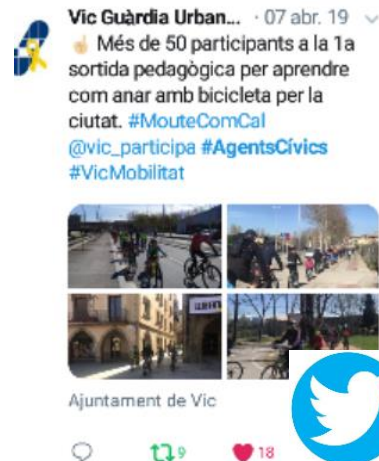 Vic Guàrdia Urban... · 07 abr. 19
Més de 50 participants a la 1a
sortida pedagògica per aprendre
com anar amb bicicleta per la
ciutat. #MouteComCal
@vic_participa #AgentsCívics
#VicMobilitat
Ajuntament de Vic
9
18